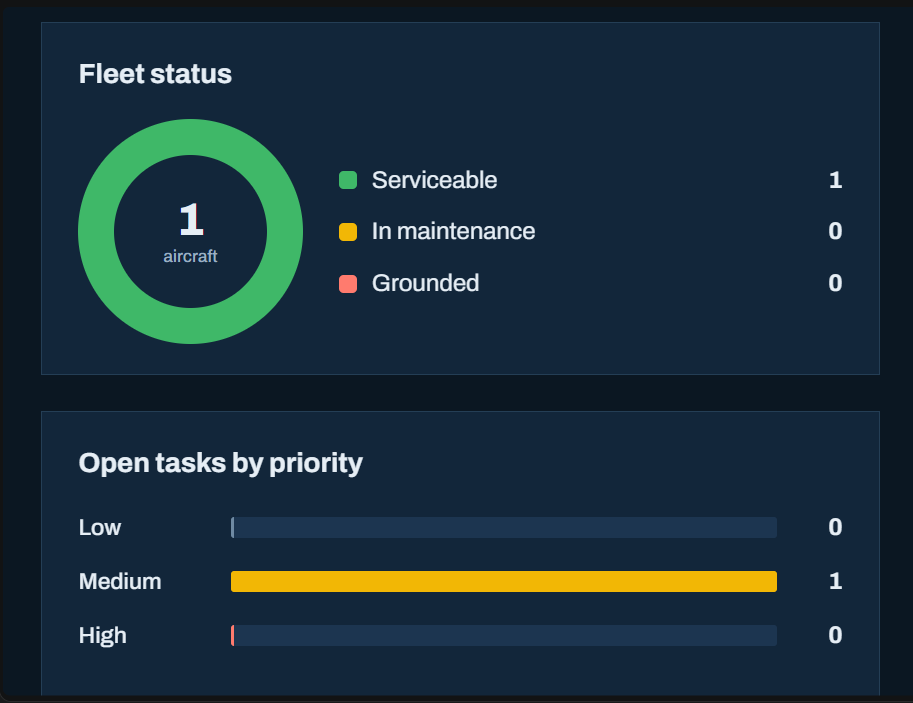 Fleet status
1
aircraft
Serviceable 1
In maintenance 0
Grounded 0
Open tasks by priority
Low 0
Medium 1
High 0